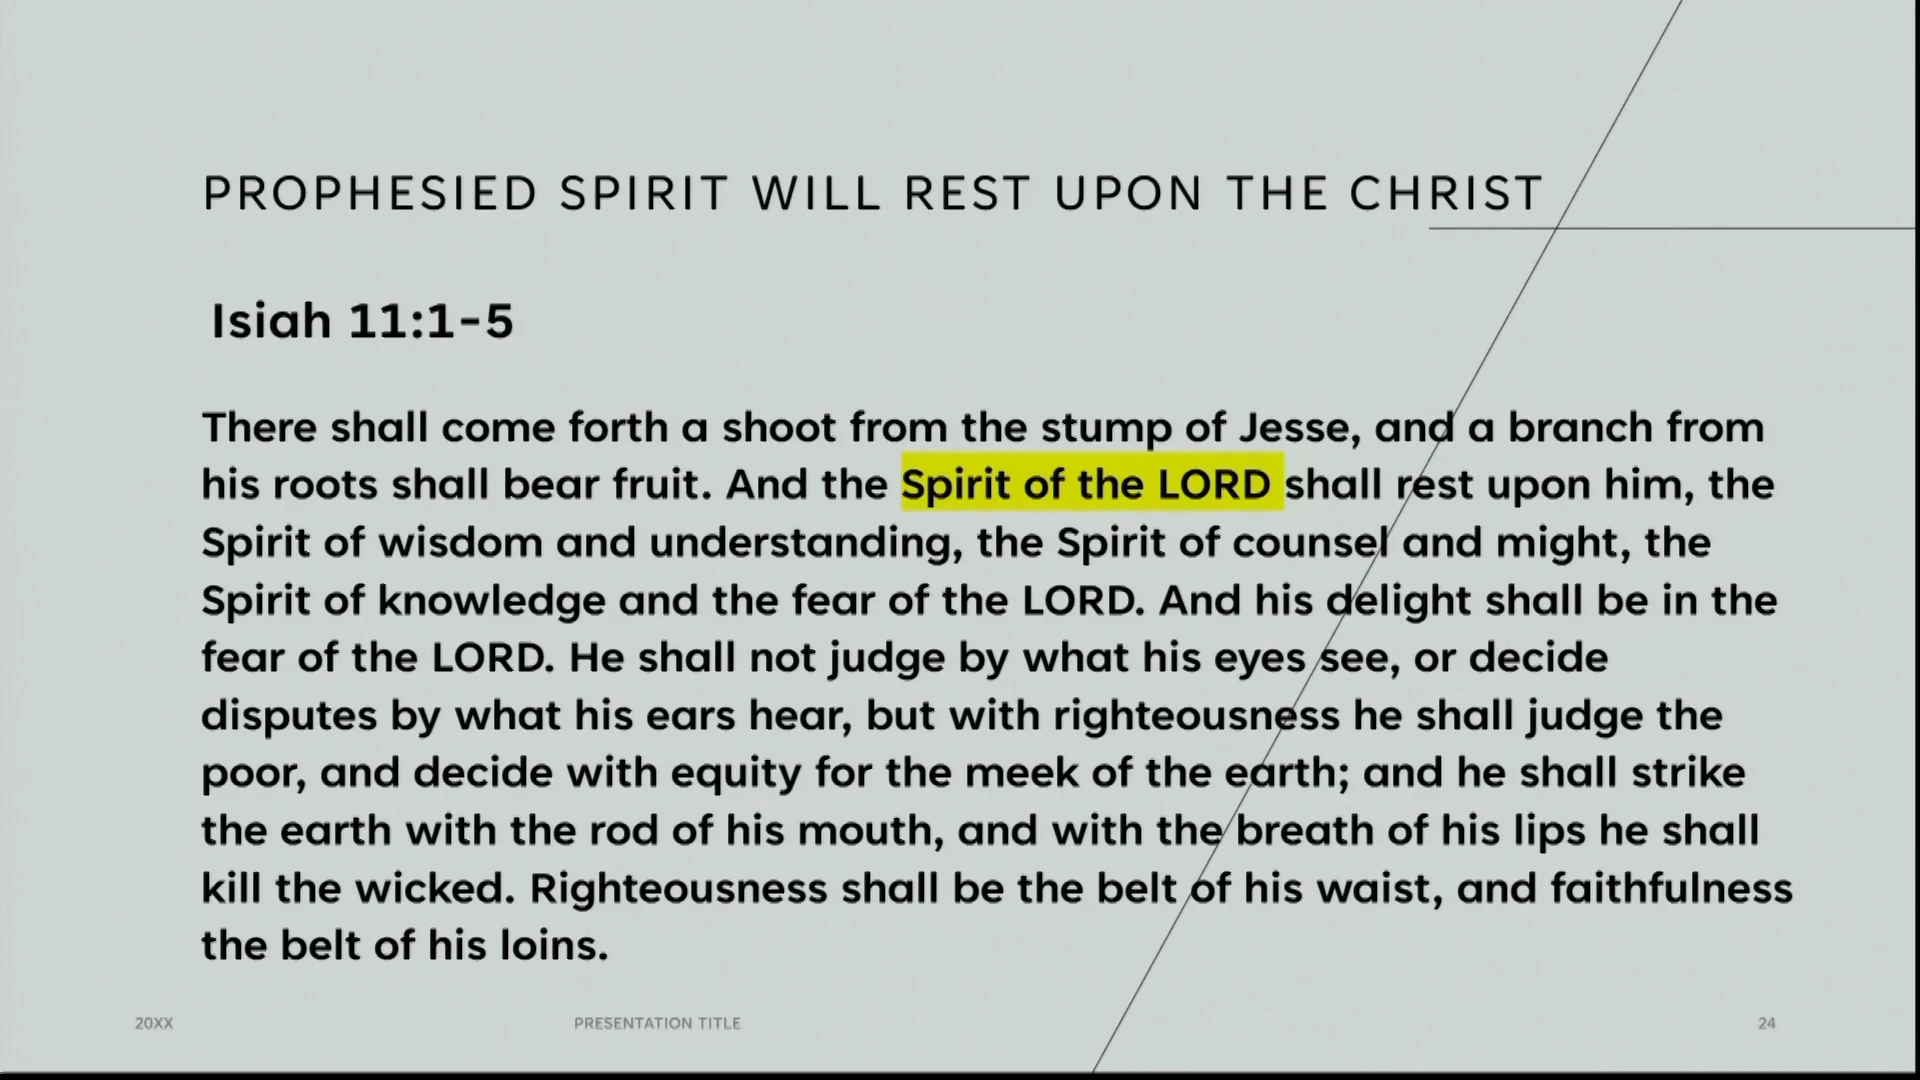 PROPHESIED SPIRIT WILL REST UPON THE CHRIST
Isiah 11:1-5
There shall come forth a shoot from the stump of Jesse, and a branch from
his roots shall bear fruit. And the Spirit of the LORD shall rest upon him, the
Spirit of wisdom and understanding, the Spirit of counsel and might, the
Spirit of knowledge and the fear of the LORD. And his delight shall be in the
fear of the LORD. He shall not judge by what his eyes see, or decide
disputes by what his ears hear, but with righteousness he shall judge the
poor, and decide with equity for the meek of the earth; and he shall strike
the earth with the rod of his mouth, and with the breath of his lips he shall
kill the wicked. Righteousness shall be the belt of his waist, and faithfulness
the belt of his loins.
20XX PRESENTATION TITLE 24